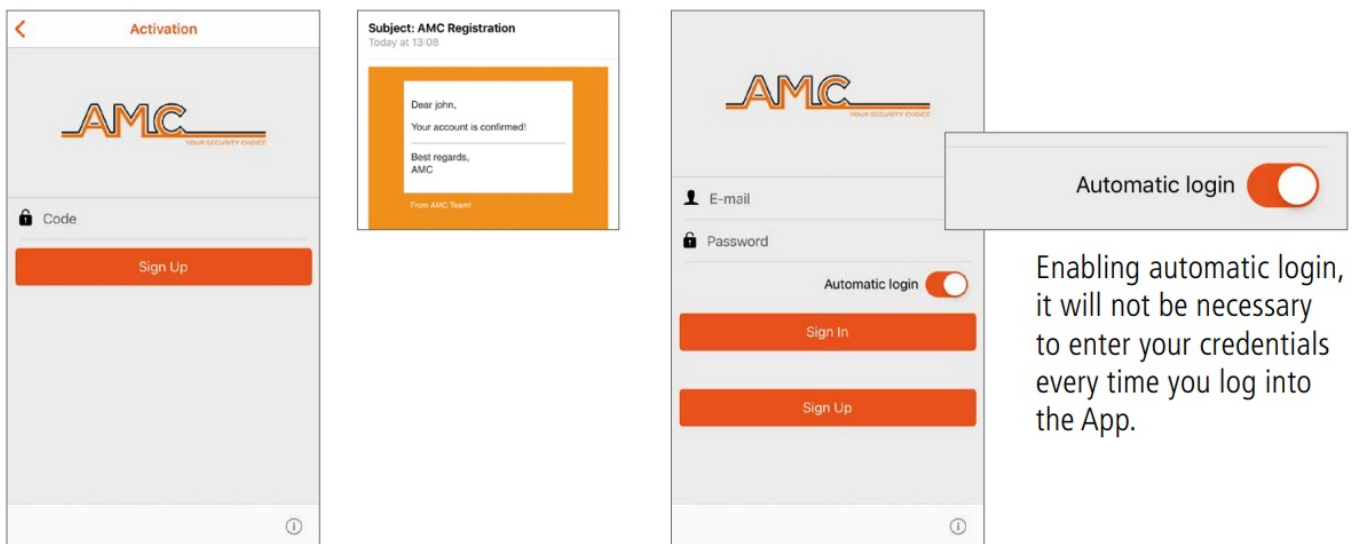 Activation
AMC
YOUR SECURITY CHOICE
Code
Sign Up
Subject: AMC Registration
Today at 13:08
Dear john,
Your account is confirmed!
Best regards,
AMC
From AMC Team!
AMC
YOUR SECURITY CHOICE
E-mail
Password
Automatic login
Sign In
Sign Up
Automatic login
Enabling automatic login,
it will not be necessary
to enter your credentials
every time you log into
the App.